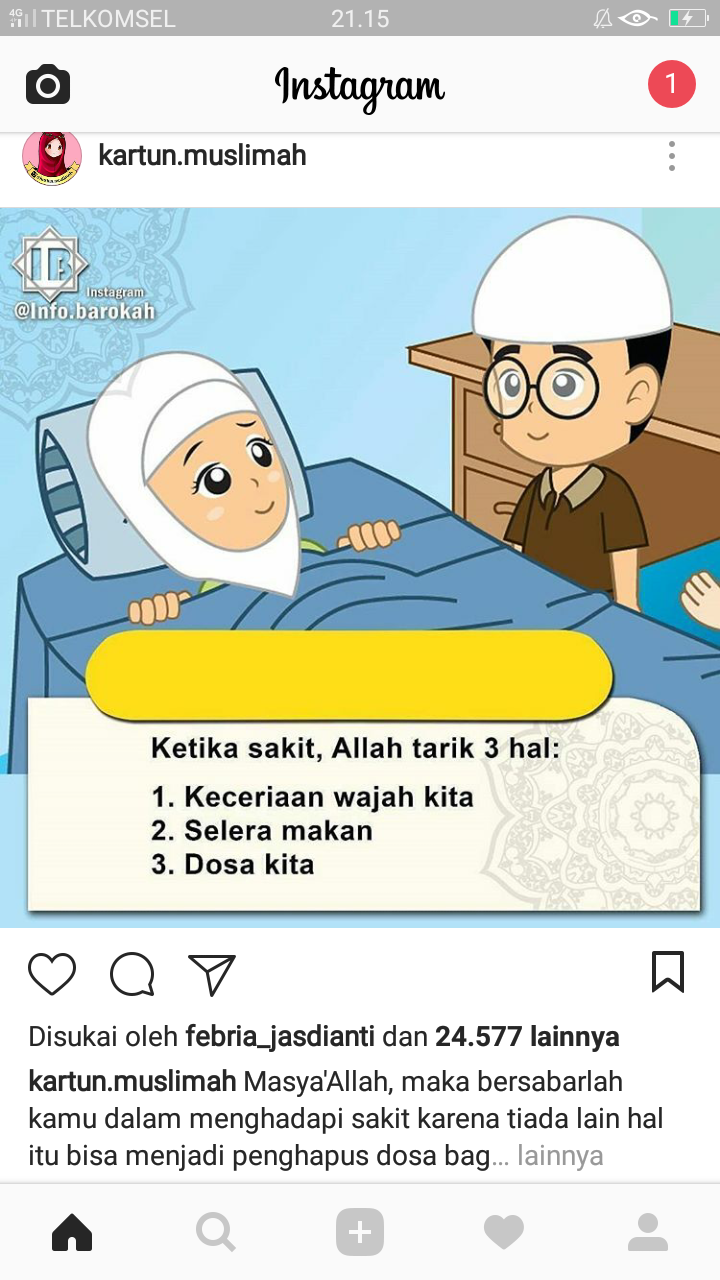 4G TELKOMSEL 21.15
Instagram 1
kartun.muslimah
TB
Instagram
@Info.barokah
Ketika sakit, Allah tarik 3 hal:
1. Keceriaan wajah kita
2. Selera makan
3. Dosa kita
Disukai oleh febria_jasdianti dan 24.577 lainnya
kartun.muslimah Masya'Allah, maka bersabarlah
kamu dalam menghadapi sakit karena tiada lain hal
itu bisa menjadi penghapus dosa bag... lainnya